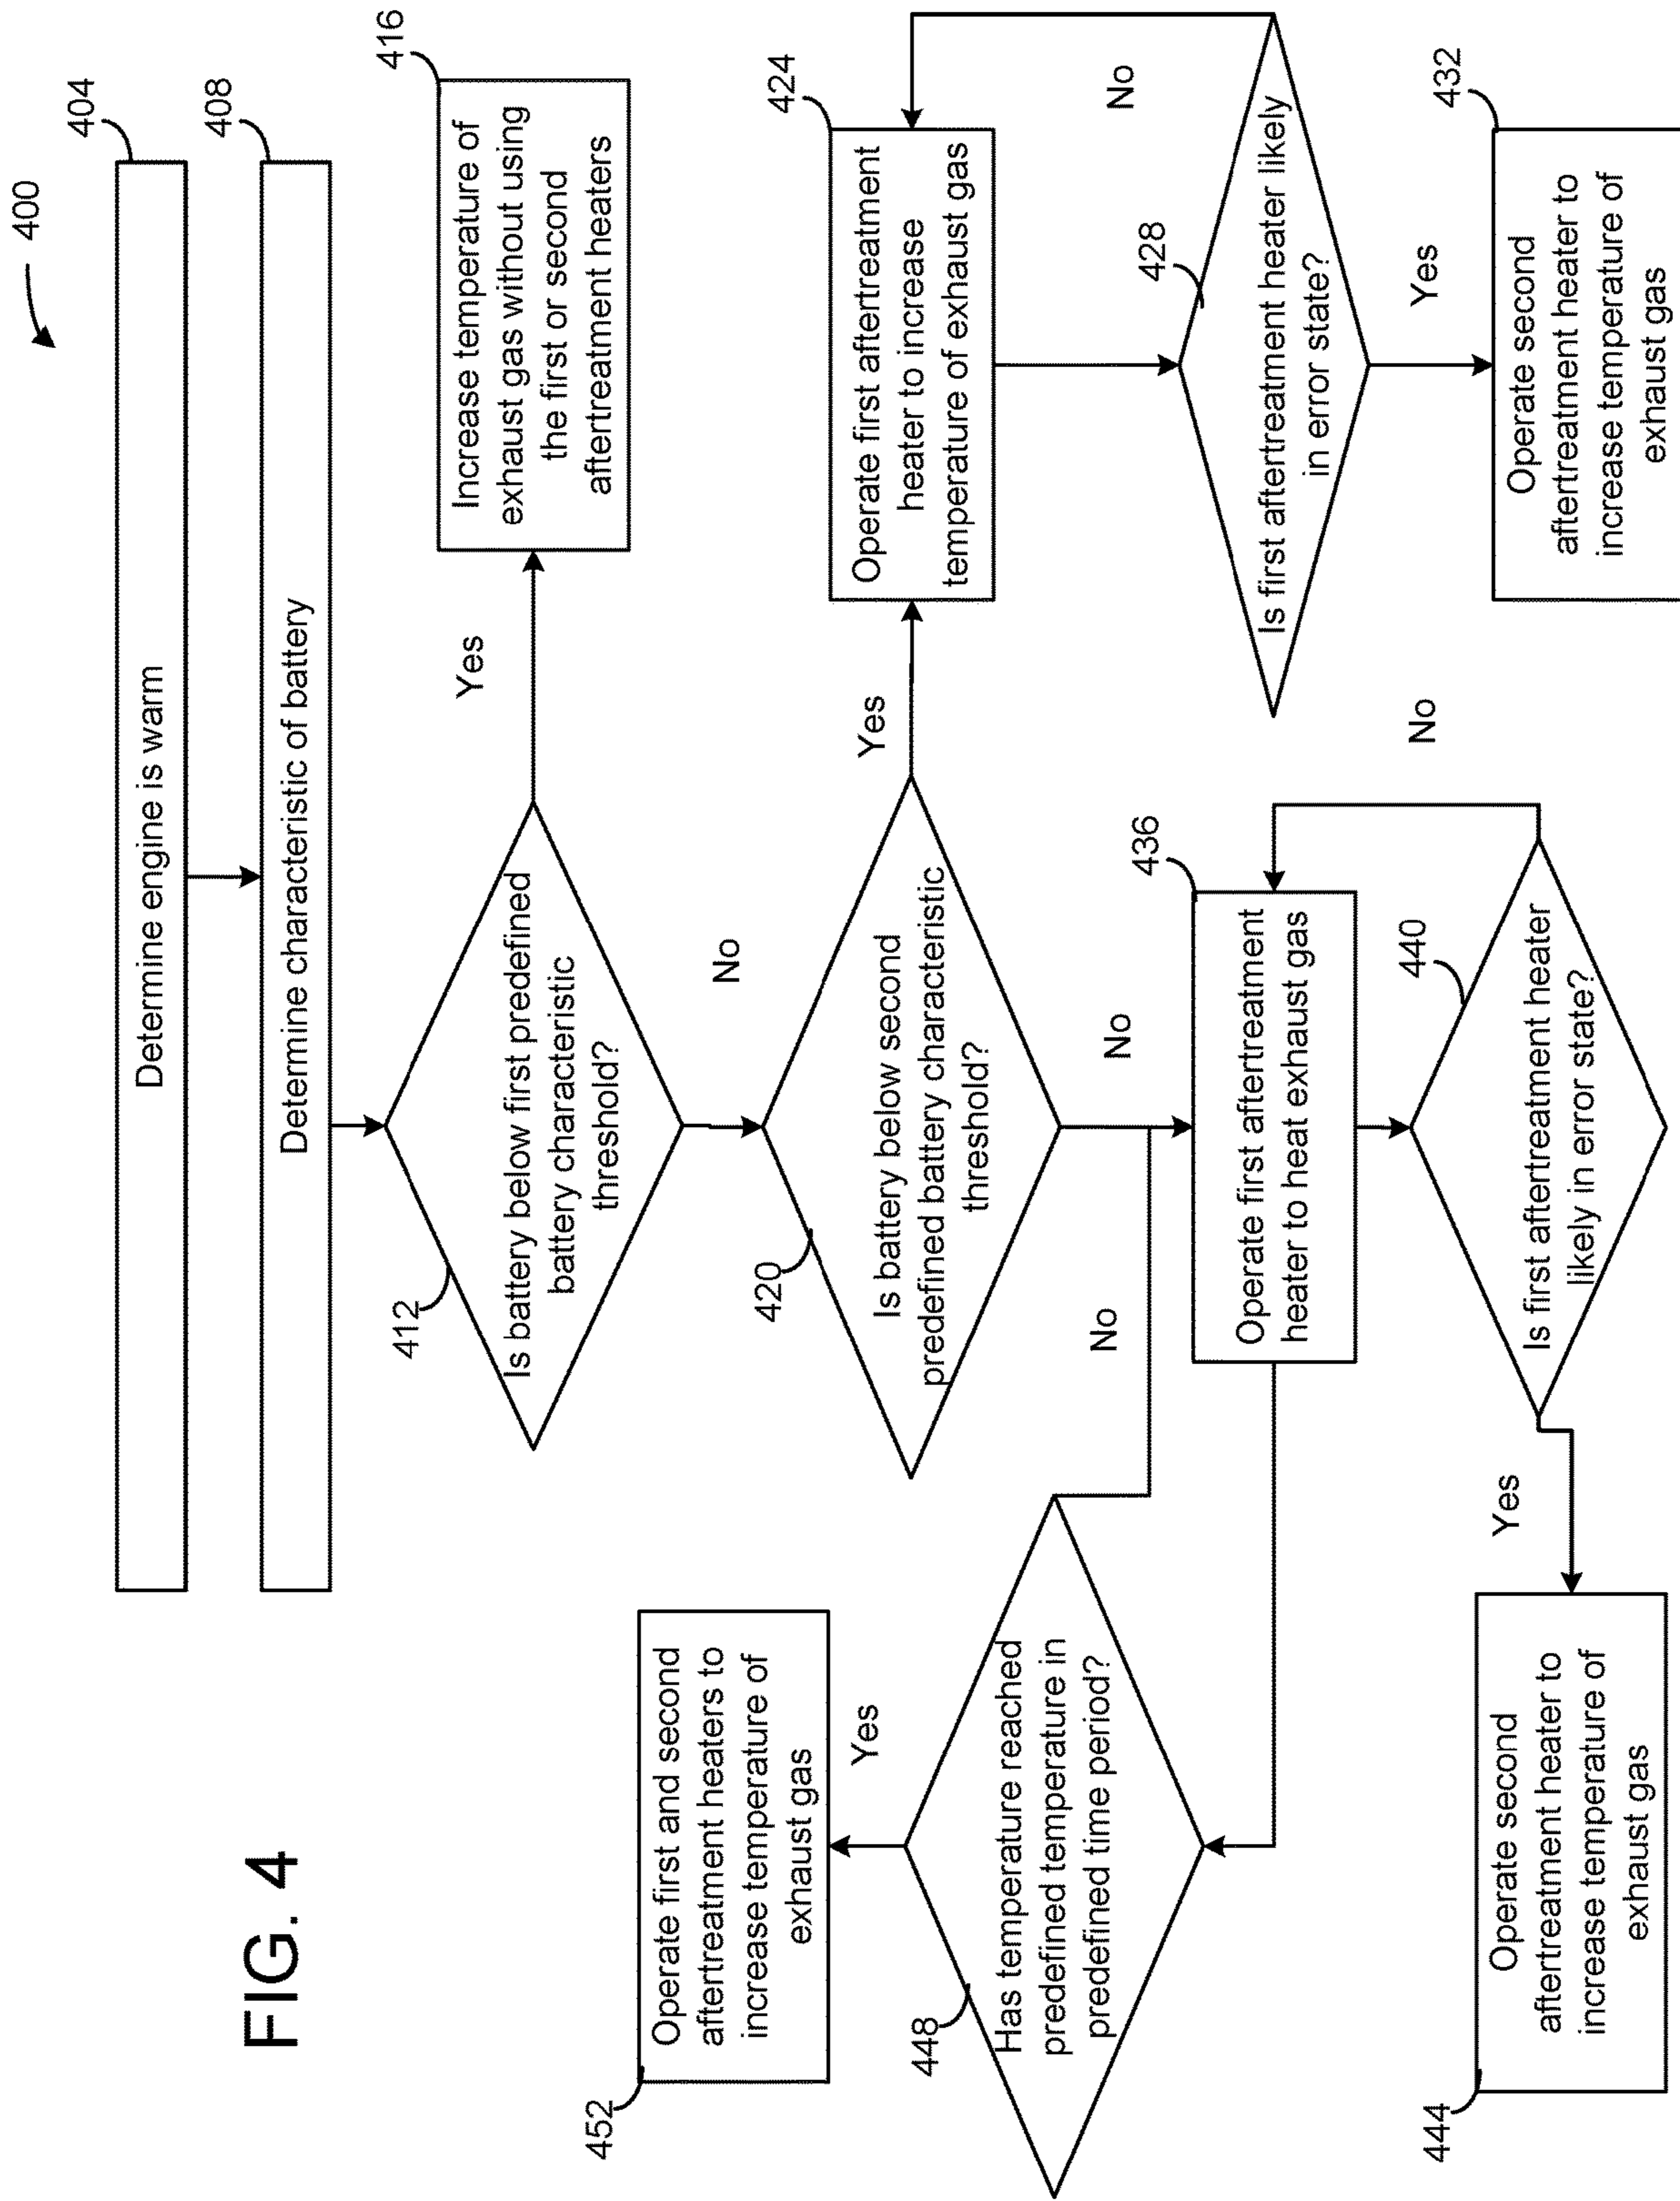 400
404
Determine engine is warm
408
Determine characteristic of battery
412
Is battery below first predefined
battery characteristic
threshold?
Yes
416
Increase temperature of
exhaust gas without using
the first or second
aftertreatment heaters
No
420
Is battery below second
predefined battery characteristic
threshold?
Yes
424
Operate first aftertreatment
heater to increase
temperature of exhaust gas
No
428
Is first aftertreatment heater likely
in error state?
Yes
432
Operate second
aftertreatment heater to
increase temperature of
exhaust gas
No
436
Operate first aftertreatment
heater to heat exhaust gas
No
440
Is first aftertreatment heater
likely in error state?
No
Yes
444
Operate second
aftertreatment heater to
increase temperature of
exhaust gas
448
Has temperature reached
predefined temperature in
predefined time period?
Yes
452
Operate first and second
aftertreatment heaters to
increase temperature of
exhaust gas
FIG. 4